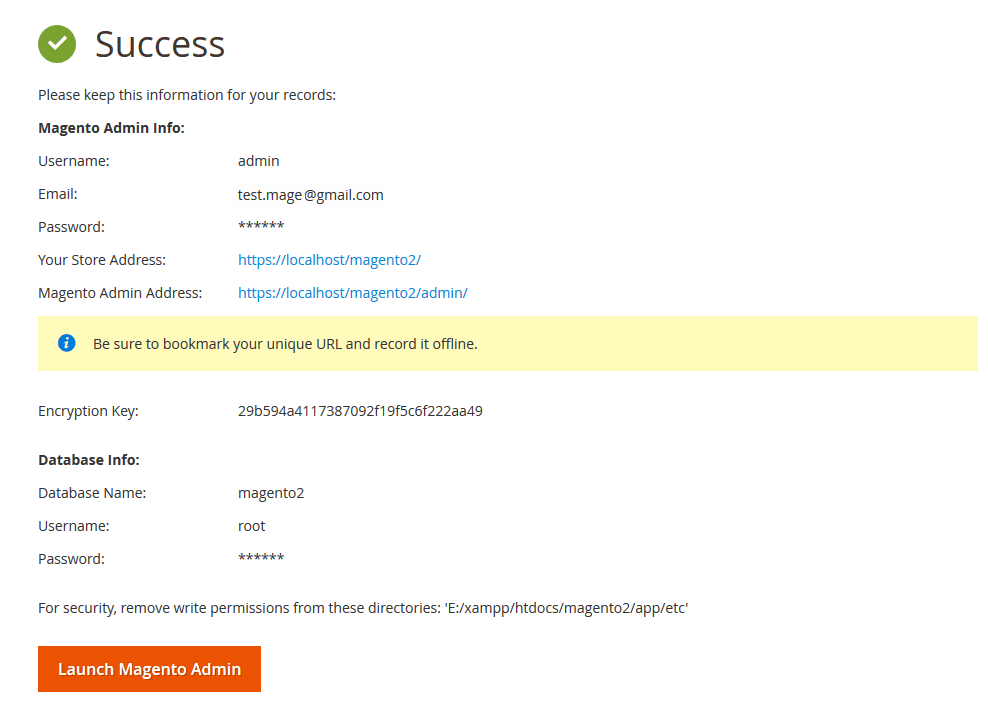 Success
Please keep this information for your records:
Magento Admin Info:
Username: admin
Email: test.mage@gmail.com
Password: ******
Your Store Address: https://localhost/magento2/
Magento Admin Address: https://localhost/magento2/admin/
Be sure to bookmark your unique URL and record it offline.
Encryption Key: 29b594a4117387092f19f5c6f222aa49
Database Info:
Database Name: magento2
Username: root
Password: ******
For security, remove write permissions from these directories: 'E:/xampp/htdocs/magento2/app/etc'
Launch Magento Admin